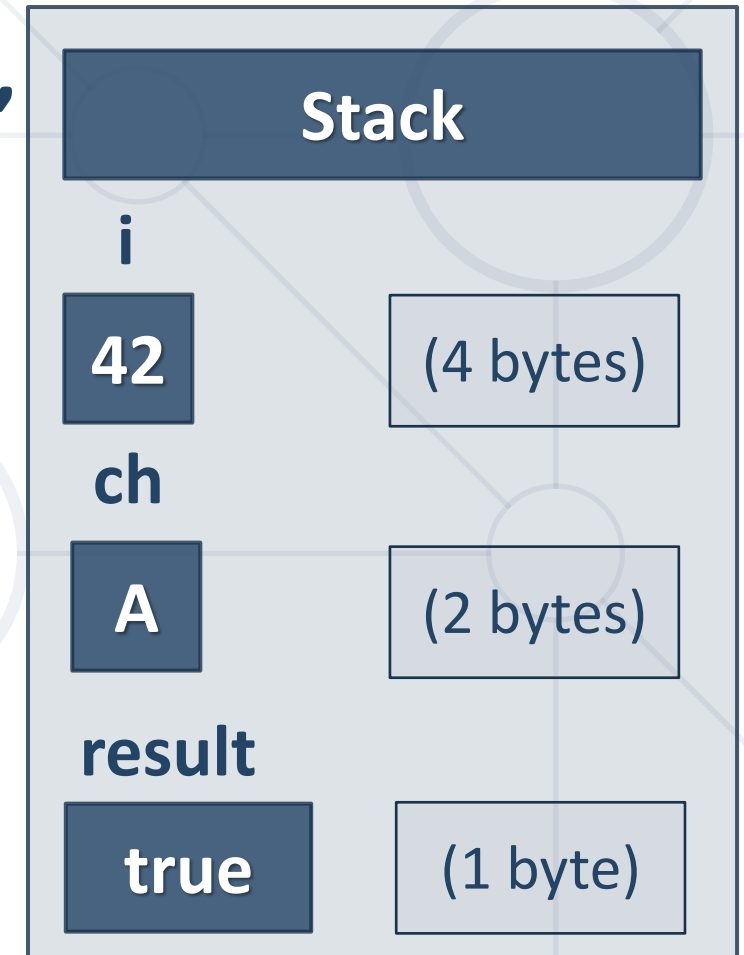 Stack
i
42 (4 bytes)
ch
A (2 bytes)
result
true (1 byte)